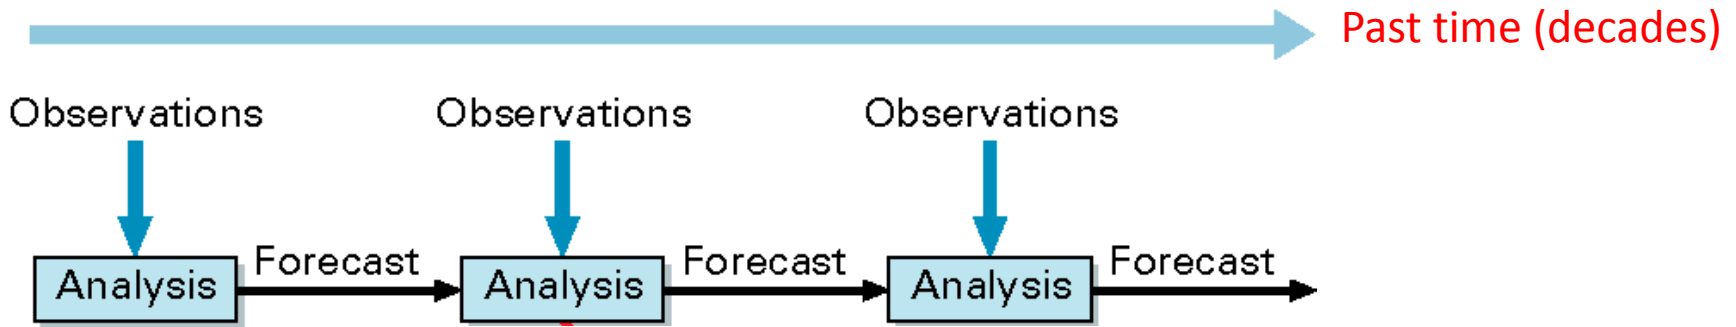 Past time (decades)
Observations Observations Observations
Analysis Forecast Analysis Forecast Analysis Forecast